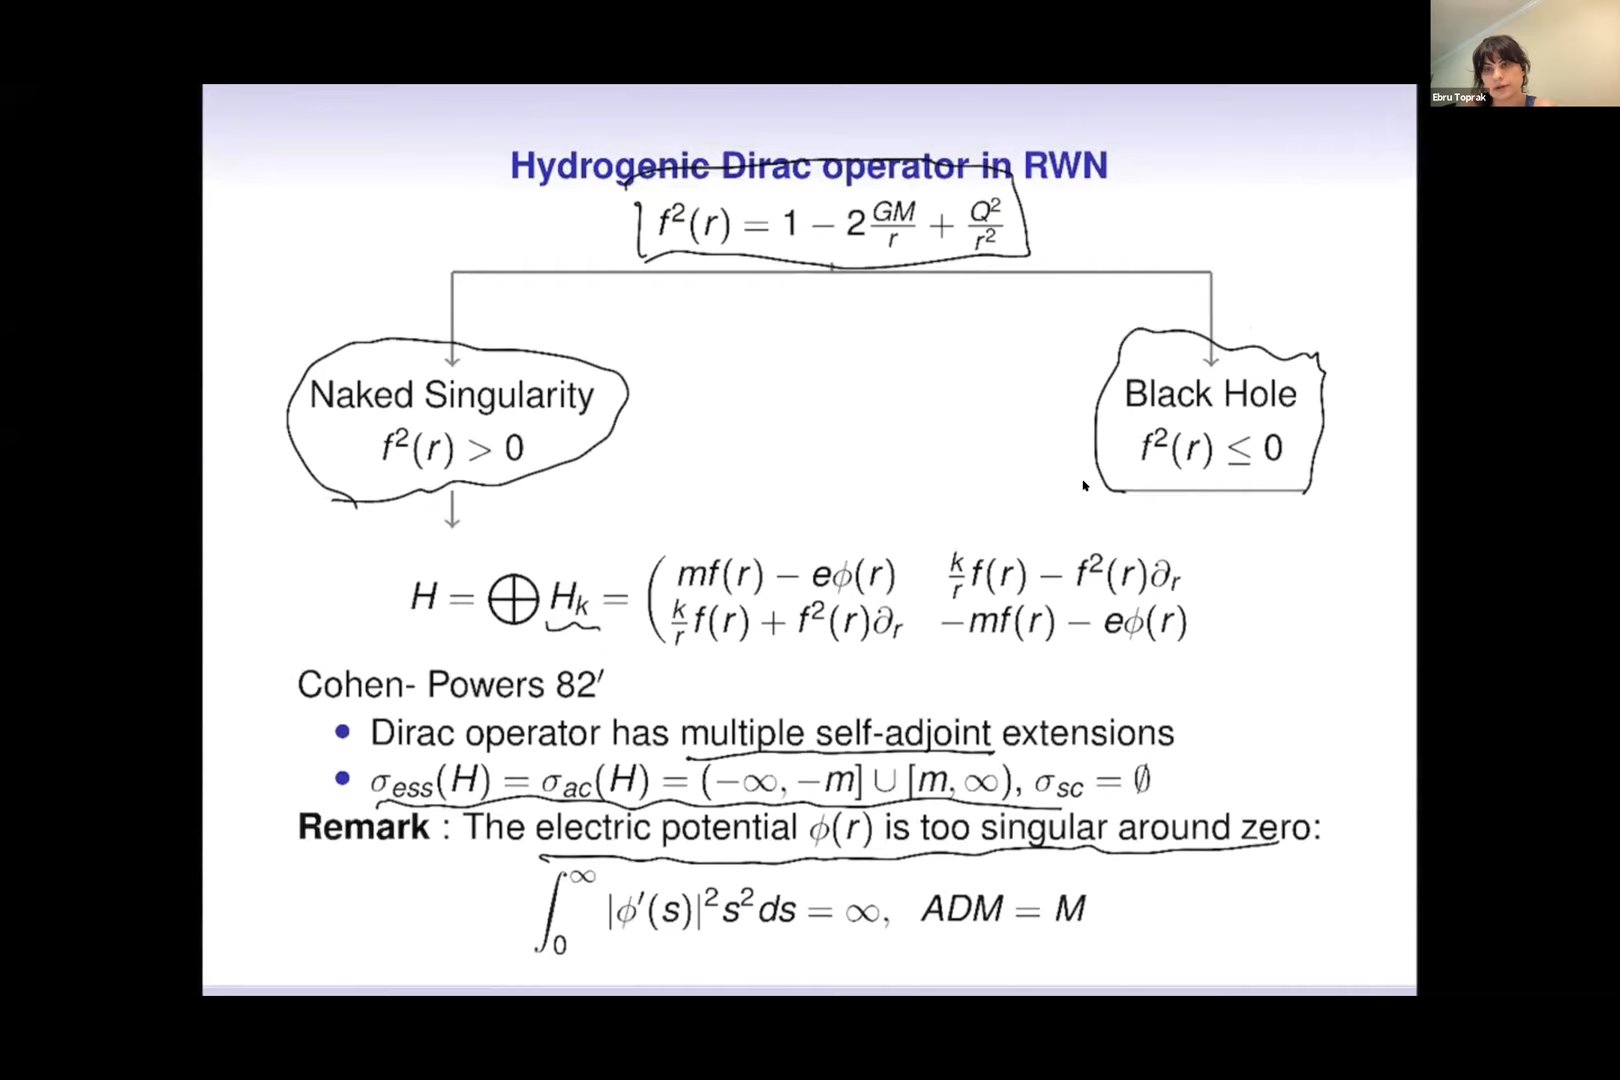 Ebru Toprak
Hydrogenic Dirac operator in RWN
f²(r) = 1 − 2 GM/r + Q²/r²
Naked Singularity
f²(r) > 0
Black Hole
f²(r) ≤ 0
H = ⊕ H_k = ( mf(r) − eϕ(r)   k/r f(r) − f²(r)∂_r
k/r f(r) + f²(r)∂_r   −mf(r) − eϕ(r)
Cohen- Powers 82′
• Dirac operator has multiple self-adjoint extensions
• σ_ess(H) = σ_ac(H) = (−∞, −m] ∪ [m, ∞), σ_sc = ∅
Remark : The electric potential ϕ(r) is too singular around zero:
∫_0^∞ |ϕ′(s)|² s² ds = ∞,  ADM = M